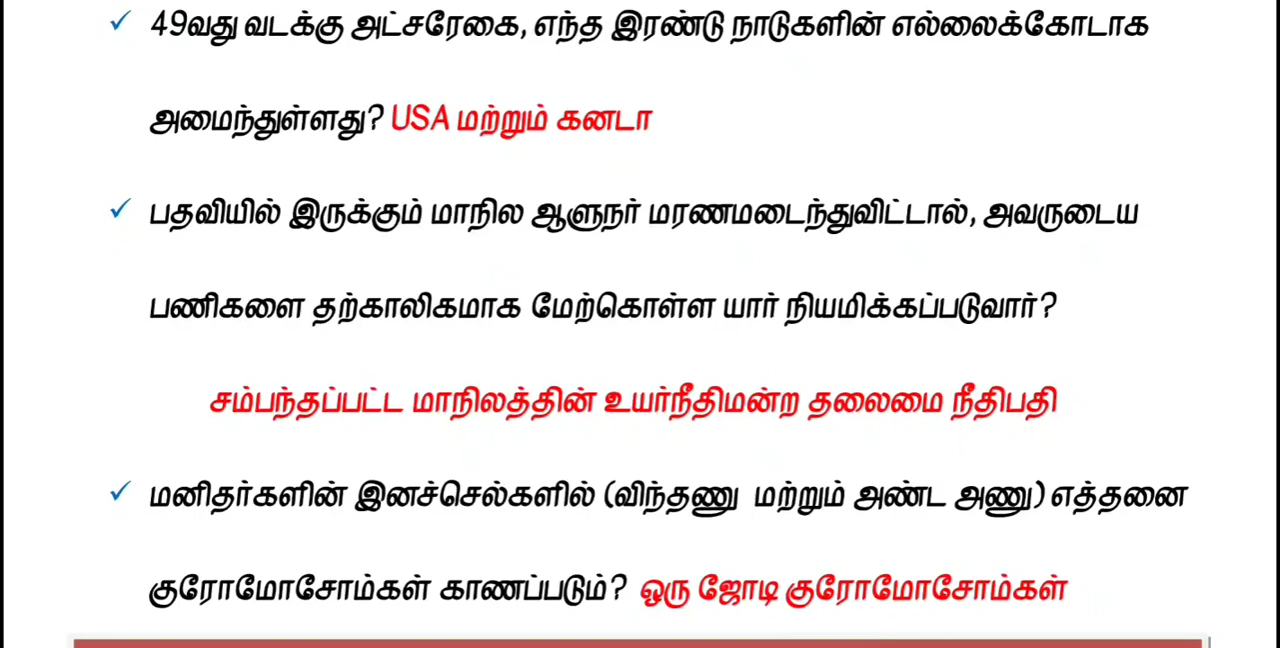 49வது வடக்கு அட்சரேகை, எந்த இரண்டு நாடுகளின் எல்லைக்கோடாக
அமைந்துள்ளது? USA மற்றும் கனடா
பதவியில் இருக்கும் மாநில ஆளுநர் மரணமடைந்துவிட்டால், அவருடைய
பணிகளை தற்காலிகமாக மேற்கொள்ள யார் நியமிக்கப்படுவார்?
சம்பந்தப்பட்ட மாநிலத்தின் உயர்நீதிமன்ற தலைமை நீதிபதி
மனிதர்களின் இனச்செல்களில் (விந்தணு மற்றும் அண்ட அணு) எத்தனை
குரோமோசோம்கள் காணப்படும்? ஒரு ஜோடி குரோமோசோம்கள்